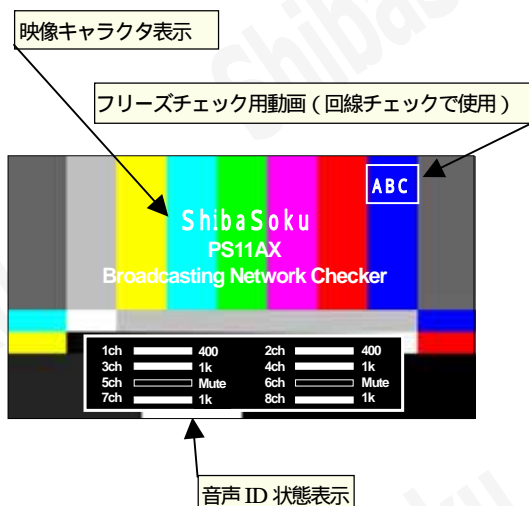 映像キャラクタ表示
フリーズチェック用動画(回線チェックで使用)
ABC
ShibaSoku
PS11AX
Broadcasting Network Checker
1ch 400 2ch 400
3ch 1k 4ch 1k
5ch Mute 6ch Mute
7ch 1k 8ch 1k
音声 ID 状態表示